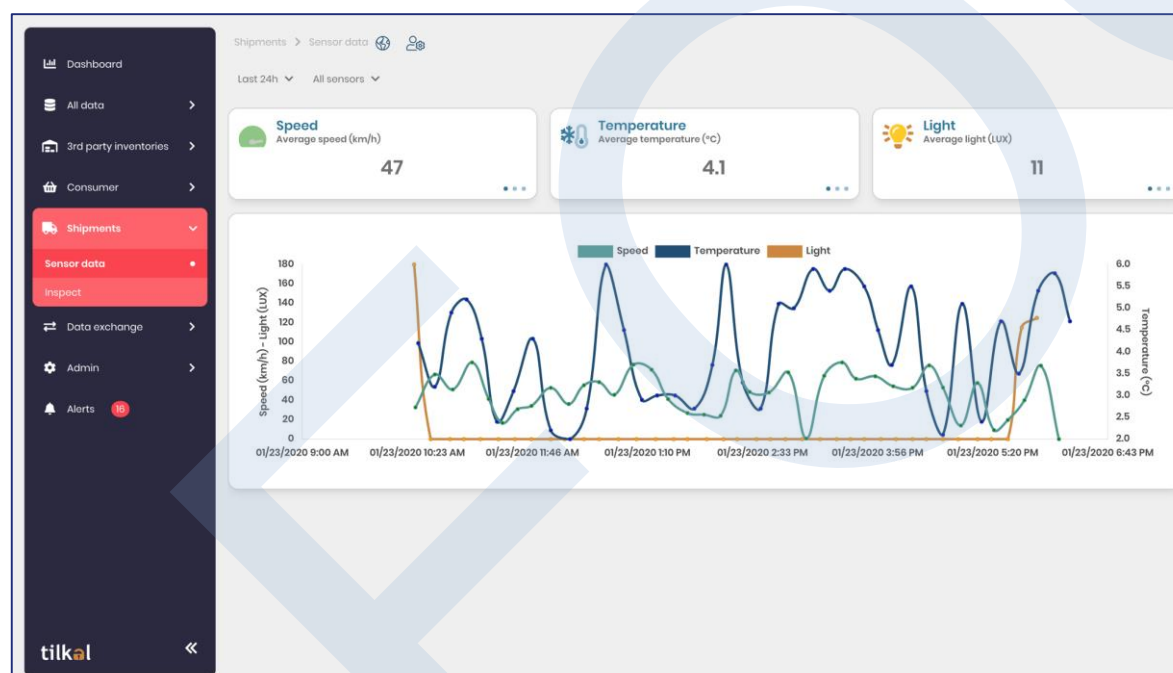 Shipments > Sensor data
Last 24h All sensors
Dashboard
All data
3rd party inventories
Consumer
Shipments
Sensor data
Inspect
Data exchange
Admin
Alerts 16
tilkal
Speed
Average speed (km/h)
47
Temperature
Average temperature (°C)
4.1
Light
Average light (LUX)
11
Speed Temperature Light
Speed (km/h) - Light (LUX)
180
160
140
120
100
80
60
40
20
0
6.0
5.5
5.0
4.5
4.0
3.5
3.0
2.5
2.0
Temperature (°C)
01/23/2020 9:00 AM 01/23/2020 10:23 AM 01/23/2020 11:46 AM 01/23/2020 1:10 PM 01/23/2020 2:33 PM 01/23/2020 3:56 PM 01/23/2020 5:20 PM 01/23/2020 6:43 PM